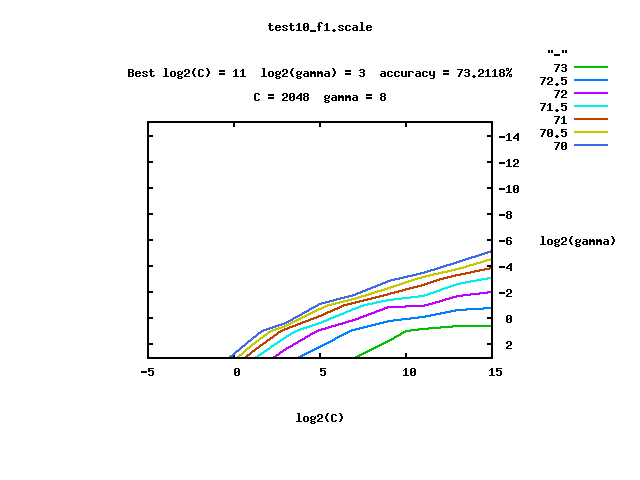 test10_f1.scale
"_"
Best log2(C) = 11  log2(gamma) = 3  accuracy = 73.2118%
C = 2048  gamma = 8
73
72.5
72
71.5
71
70.5
70
-14
-12
-10
-8
-6
log2(gamma)
-4
-2
0
2
-5 0 5 10 15
log2(C)